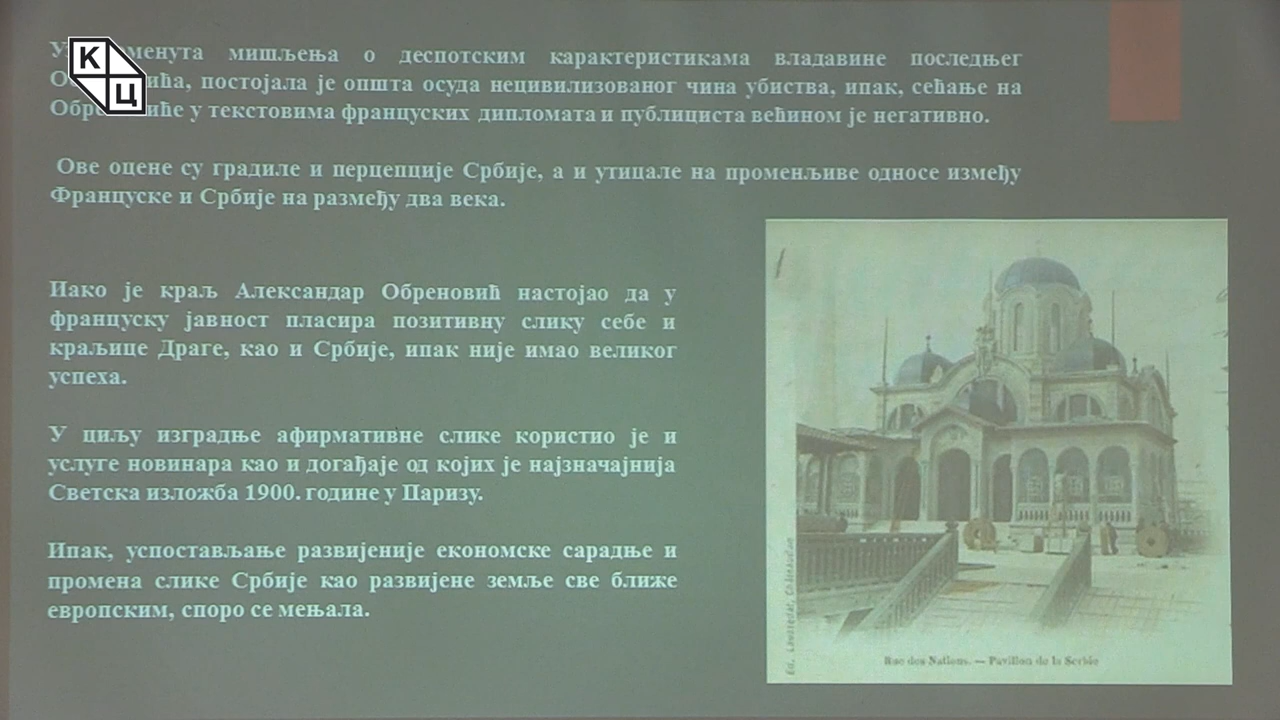 КЦ
мишљења о деспотским карактеристикама владавине последњег
постојала је општа осуда нецивилизованог чина убиства, ипак, сећање на
у текстовима француских дипломата и публициста већином је негативно.
Ове оцене су градиле и перцепције Србије, а и утицале на променљиве односе између
Француске и Србије на размеђу два века.
Иако је краљ Александар Обреновић настојао да у
француску јавност пласира позитивну слику себе и
краљице Драге, као и Србије, ипак није имао великог
успеха.
У циљу изградње афирмативне слике користио је и
услуге новинара као и догађаје од којих је најзначајнија
Светска изложба 1900. године у Паризу.
Ипак, успостављање развијеније економске сарадње и
промена слике Србије као развијене земље све ближе
европским, споро се мењала.
Rue des Nations. — Pavillon de la Serbie